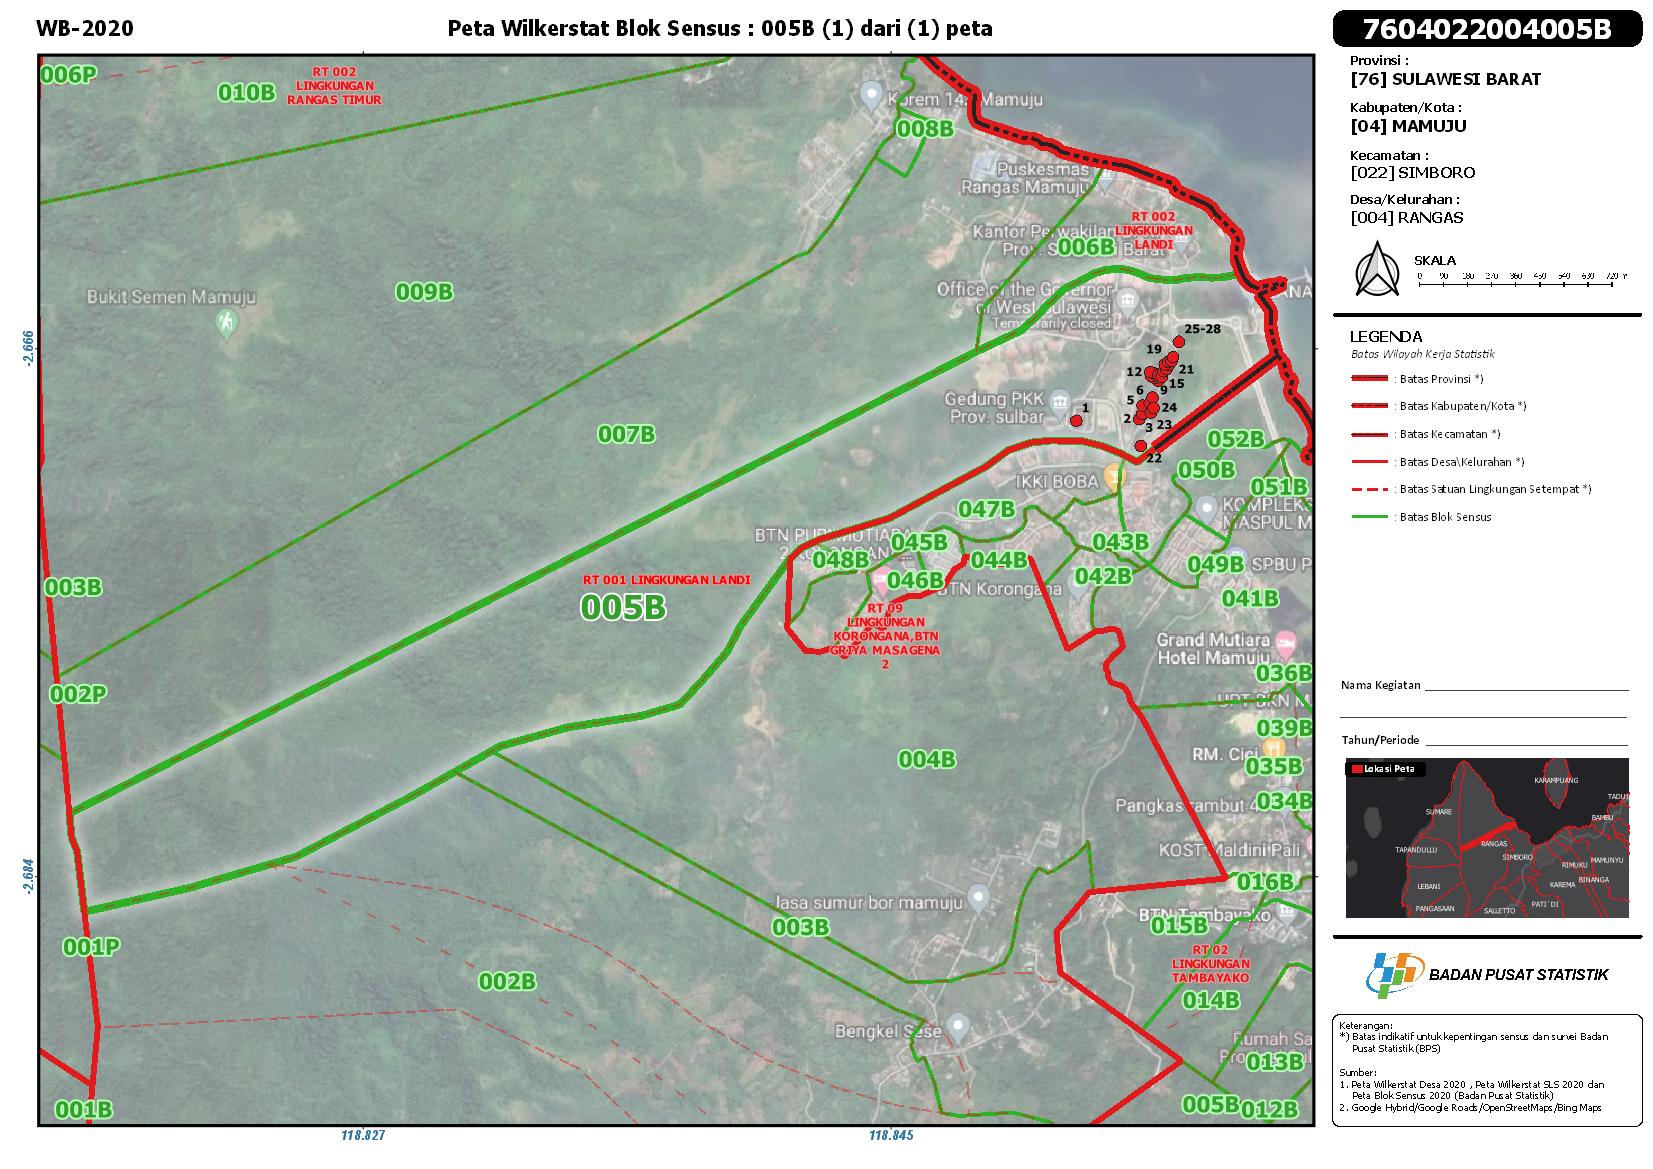 WB-2020
Peta Wilkerstat Blok Sensus : 005B (1) dari (1) peta
7604022004005B
Provinsi :
[76] SULAWESI BARAT
Kabupaten/Kota :
[04] MAMUJU
Kecamatan :
[022] SIMBORO
Desa/Kelurahan :
[004] RANGAS
SKALA
0 90 180 270 360 450 540 630 720 m
LEGENDA
Batas Wilayah Kerja Statistik
: Batas Provinsi *)
: Batas Kabupaten/Kota *)
: Batas Kecamatan *)
: Batas Desa\Kelurahan *)
: Batas Satuan Lingkungan Setempat *)
: Batas Blok Sensus
Nama Kegiatan
Tahun/Periode
Lokasi Peta
KARAMPUANG
SUMARE
BAMBU
TAPANDULLU
RANGAS
SIMBORO
RIMUKU
MAMUNYU
LEBANI
KAREMA
BINANGA
PANGASAAN
SALLETTO
PATI`DI
BADAN PUSAT STATISTIK
Keterangan:
*) Batas indikatif untuk kepentingan sensus dan survei Badan
Pusat Statistik (BPS)
Sumber:
1. Peta Wilkerstat Desa 2020 , Peta Wilkerstat SLS 2020 dan
Peta Blok Sensus 2020 (Badan Pusat Statistik)
2. Google Hybrid/Google Roads/OpenStreetMaps/Bing Maps
006P
010B
RT 002
LINGKUNGAN
RANGAS TIMUR
Mamuju
008B
Puskesmas
Rangas Mamuju
RT 002
LINGKUNGAN
LANDI
Kantor Perwakilan
Prov.
Barat
006B
009B
Bukit Semen Mamuju
Office of the Governor
of West Sulawesi
Temporarily closed
-2.666
25-28
19
12
21
15
6
9
5
24
2
3
23
1
22
Gedung PKK
Prov. sulbar
007B
052B
050B
051B
IKKI BOBA
047B
KOMPLEKS
MASPUL M
045B
048B
044B
043B
046B
042B
049B
SPBU P
BTN Korongana
041B
003B
RT 001 LINGKUNGAN LANDI
005B
RT 09
LINGKUNGAN
KORONGANA,BTN
GRIYA MASAGENA
2
Grand Mutiara
Hotel Mamuju
036B
002P
039B
RM. Cici
004B
035B
034B
KOST Maldini Pali
-2.684
016B
lasa sumur bor mamuju
BTN Tambayako
003B
015B
001P
RT 02
LINGKUNGAN
TAMBAYAKO
002B
014B
Bengkel Sese
013B
001B
005B
012B
118.827
118.845